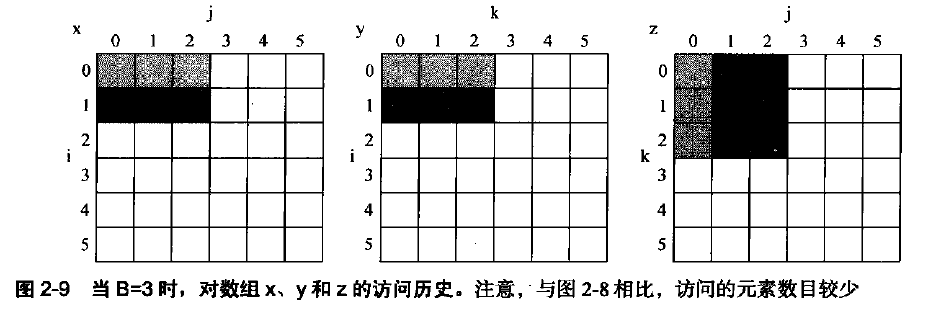 j k j
x y z
0 1 2 3 4 5 0 1 2 3 4 5 0 1 2 3 4 5
0 0 0
1 1 1
2 2 2
i i k
3 3 3
4 4 4
5 5 5
图 2-9 当 B=3 时，对数组 x、y 和 z 的访问历史。注意，与图 2-8 相比，访问的元素数目较少